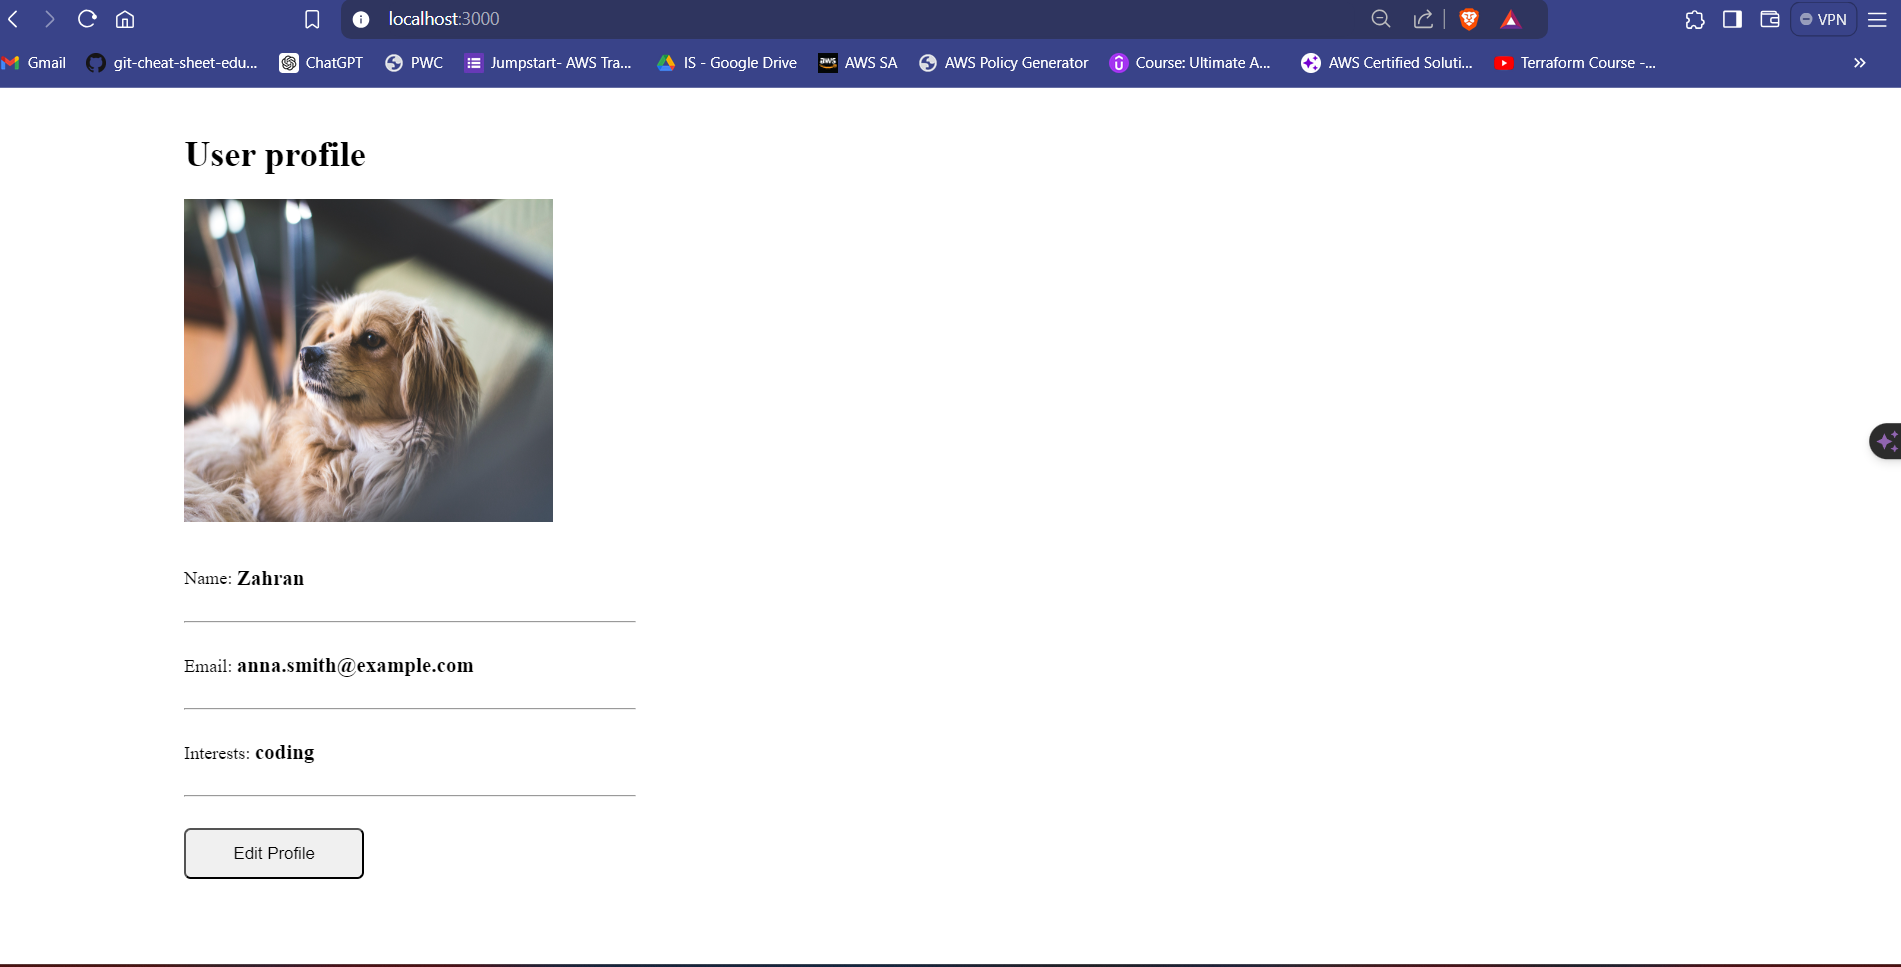 localhost:3000
VPN
Gmail git-cheat-sheet-edu... ChatGPT PWC Jumpstart- AWS Tra... IS - Google Drive aws AWS SA AWS Policy Generator Course: Ultimate A... AWS Certified Soluti... Terraform Course -...
User profile
Name: Zahran
Email: anna.smith@example.com
Interests: coding
Edit Profile